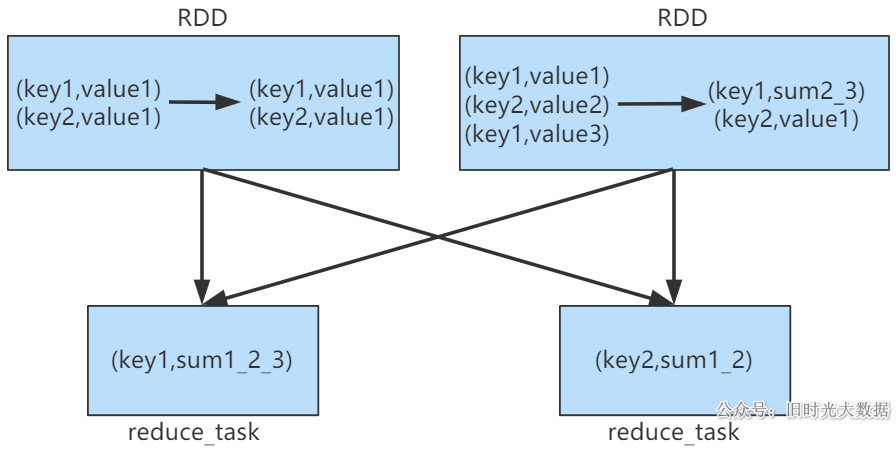 RDD
(key1,value1)
(key2,value1)
(key1,value1)
(key2,value1)
RDD
(key1,value1)
(key2,value2)
(key1,value3)
(key1,sum2_3)
(key2,value1)
(key1,sum1_2_3)
reduce_task
(key2,sum1_2)
reduce_task
公众号：旧时光大数据